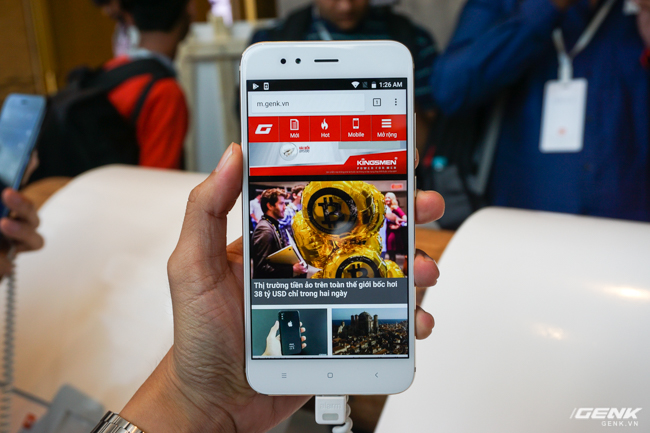 1:26 AM
m.genk.vn
1
G
Mới
Hot
Mobile
Mở rộng
KINGSMEN
POWER FOR MEN
Thị trường tiền ảo trên toàn thế giới bốc hơi
38 tỷ USD chỉ trong hai ngày
GENK
GENK.VN